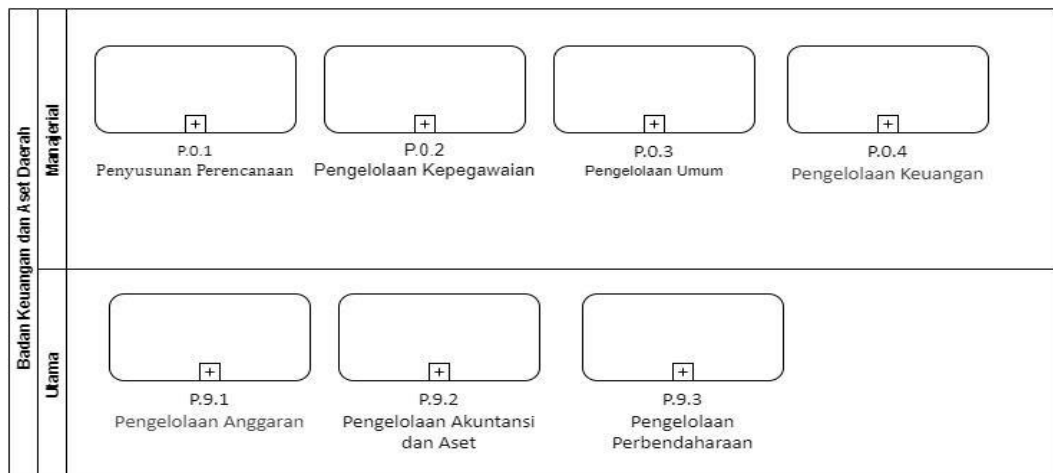 Badan Keuangan dan Aset Daerah
Manajerial
P.0.1
Penyusunan Perencanaan
P.0.2
Pengelolaan Kepegawaian
P.0.3
Pengelolaan Umum
P.0.4
Pengelolaan Keuangan
Utama
P.9.1
Pengelolaan Anggaran
P.9.2
Pengelolaan Akuntansi
dan Aset
P.9.3
Pengelolaan
Perbendaharaan